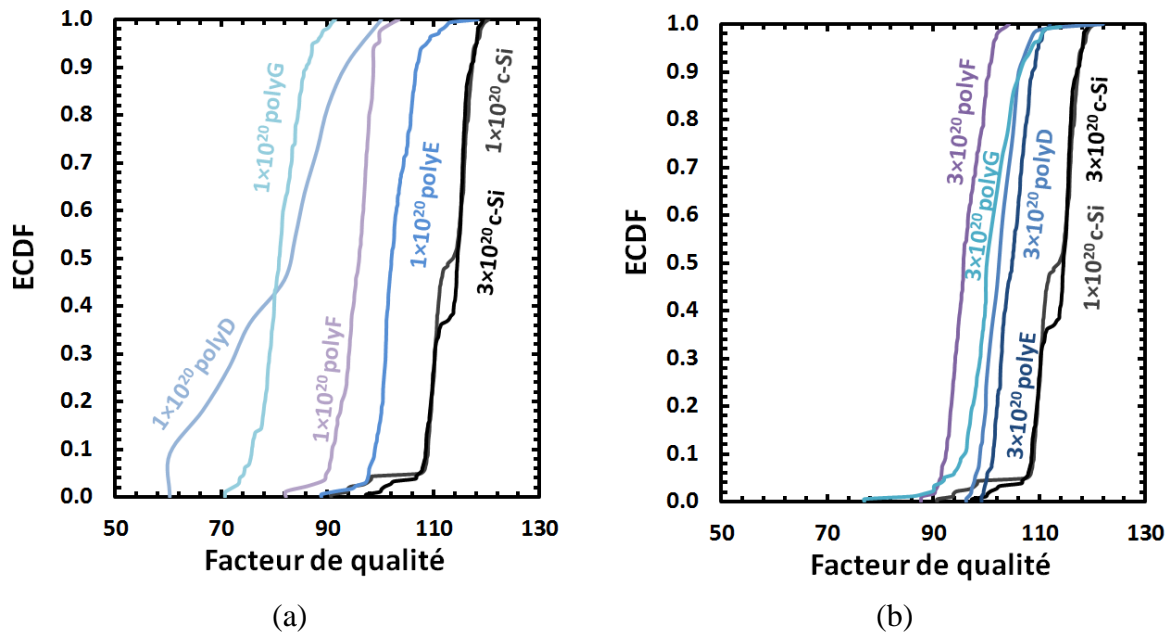 ECDF
1.0
0.9
0.8
0.7
0.6
0.5
0.4
0.3
0.2
0.1
0.0
1×10²⁰polyG
1×10²⁰polyD
1×10²⁰polyF
1×10²⁰polyE
1×10²⁰c-Si
3×10²⁰c-Si
50 70 90 110 130
Facteur de qualité
(a)
ECDF
1.0
0.9
0.8
0.7
0.6
0.5
0.4
0.3
0.2
0.1
0.0
3×10²⁰polyF
3×10²⁰polyG
3×10²⁰polyD
3×10²⁰polyE
3×10²⁰c-Si
1×10²⁰c-Si
50 70 90 110 130
Facteur de qualité
(b)